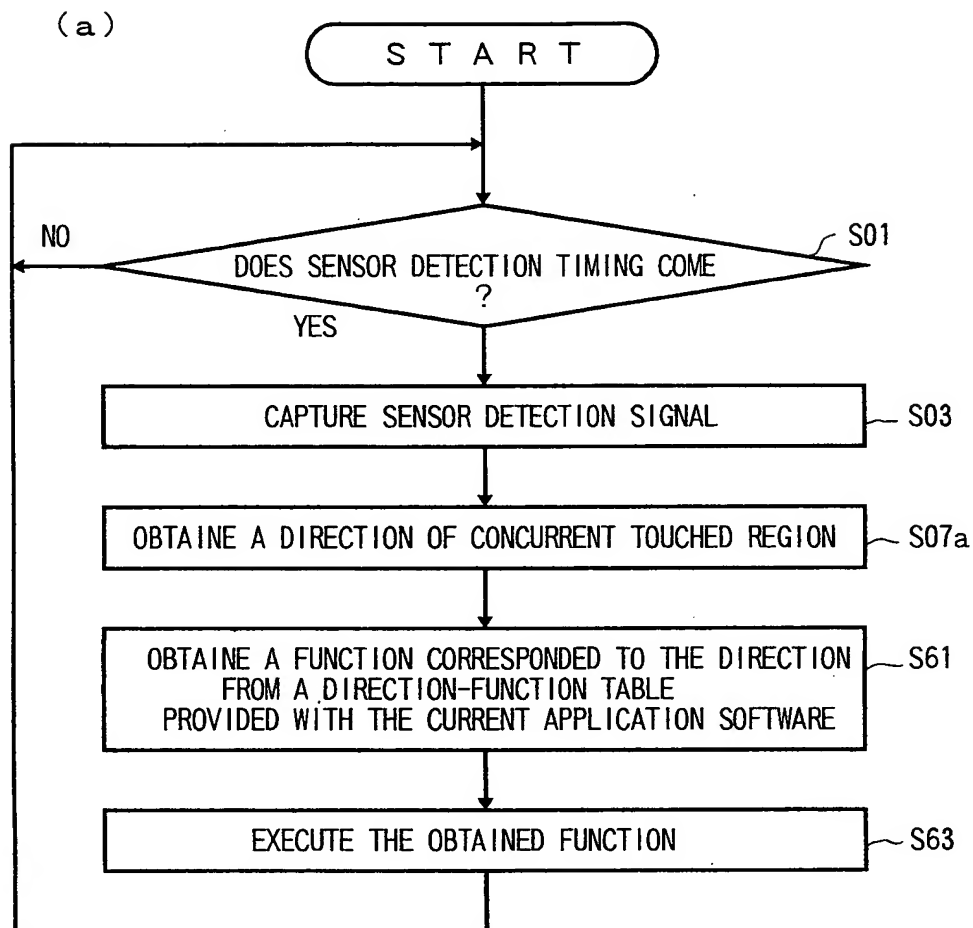 (a)
START
NO
S01
DOES SENSOR DETECTION TIMING COME
?
YES
CAPTURE SENSOR DETECTION SIGNAL
S03
OBTAINE A DIRECTION OF CONCURRENT TOUCHED REGION
S07a
OBTAINE A FUNCTION CORRESPONDED TO THE DIRECTION
S61
FROM A DIRECTION-FUNCTION TABLE
PROVIDED WITH THE CURRENT APPLICATION SOFTWARE
EXECUTE THE OBTAINED FUNCTION
S63